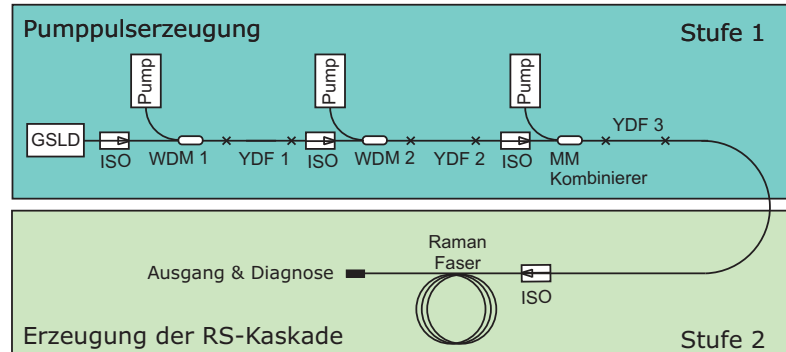 Pumppulserzeugung
Stufe 1
Pump
Pump
Pump
GSLD
ISO
WDM 1
YDF 1
ISO
WDM 2
YDF 2
ISO
MM
Kombinierer
YDF 3
Raman
Faser
Ausgang & Diagnose
ISO
Erzeugung der RS-Kaskade
Stufe 2